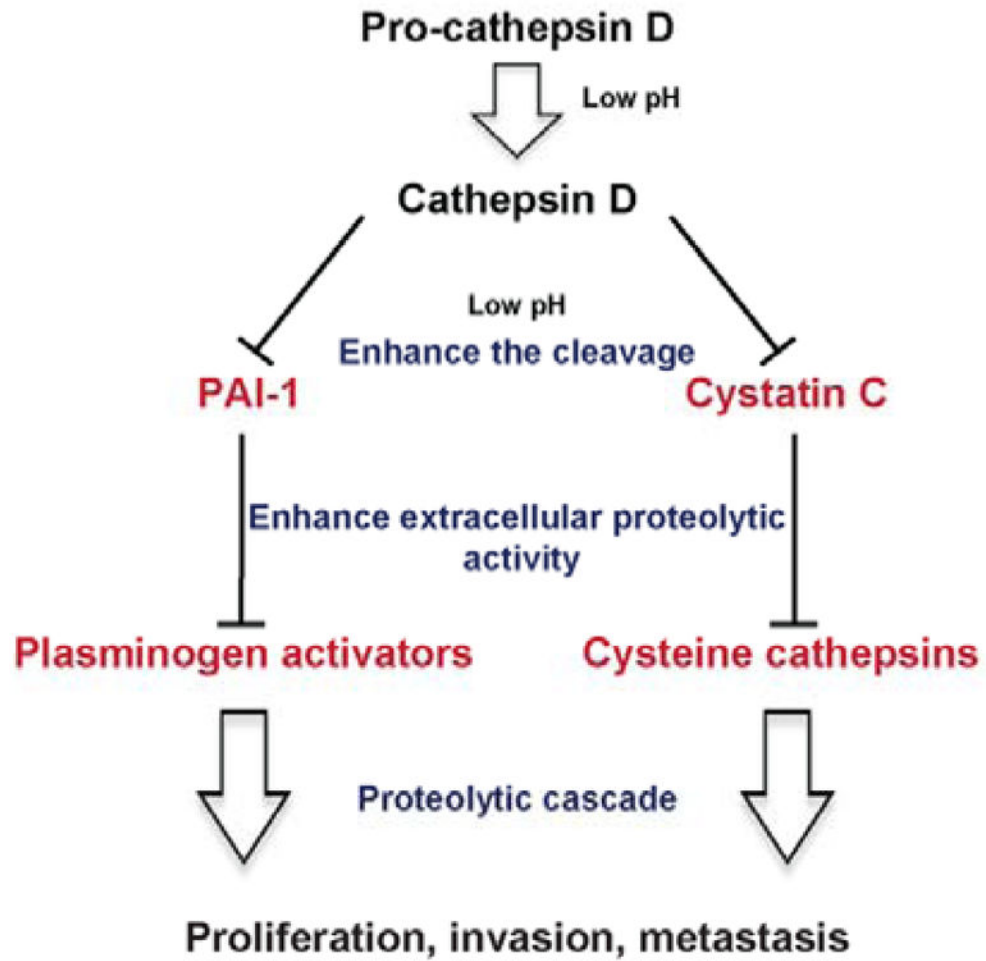 Pro-cathepsin D
Low pH
Cathepsin D
Low pH
Enhance the cleavage
PAI-1
Cystatin C
Enhance extracellular proteolytic
activity
Plasminogen activators
Cysteine cathepsins
Proteolytic cascade
Proliferation, invasion, metastasis